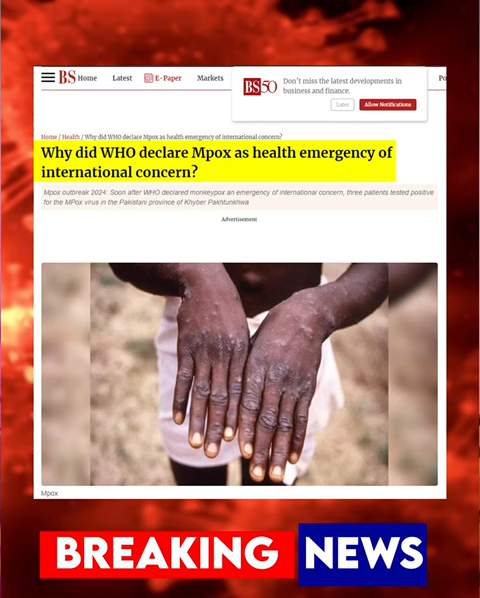 BS Home Latest E-Paper Markets
BS50
Don't miss the latest developments in
business and finance.
Later Allow Notifications
Po
Home / Health / Why did WHO declare Mpox as health emergency of international concern?
Why did WHO declare Mpox as health emergency of
international concern?
Mpox outbreak 2024: Soon after WHO declared monkeypox an emergency of international concern, three patients tested positive
for the MPox virus in the Pakistani province of Khyber Pakhtunkhwa
Advertisement
Mpox
BREAKING NEWS